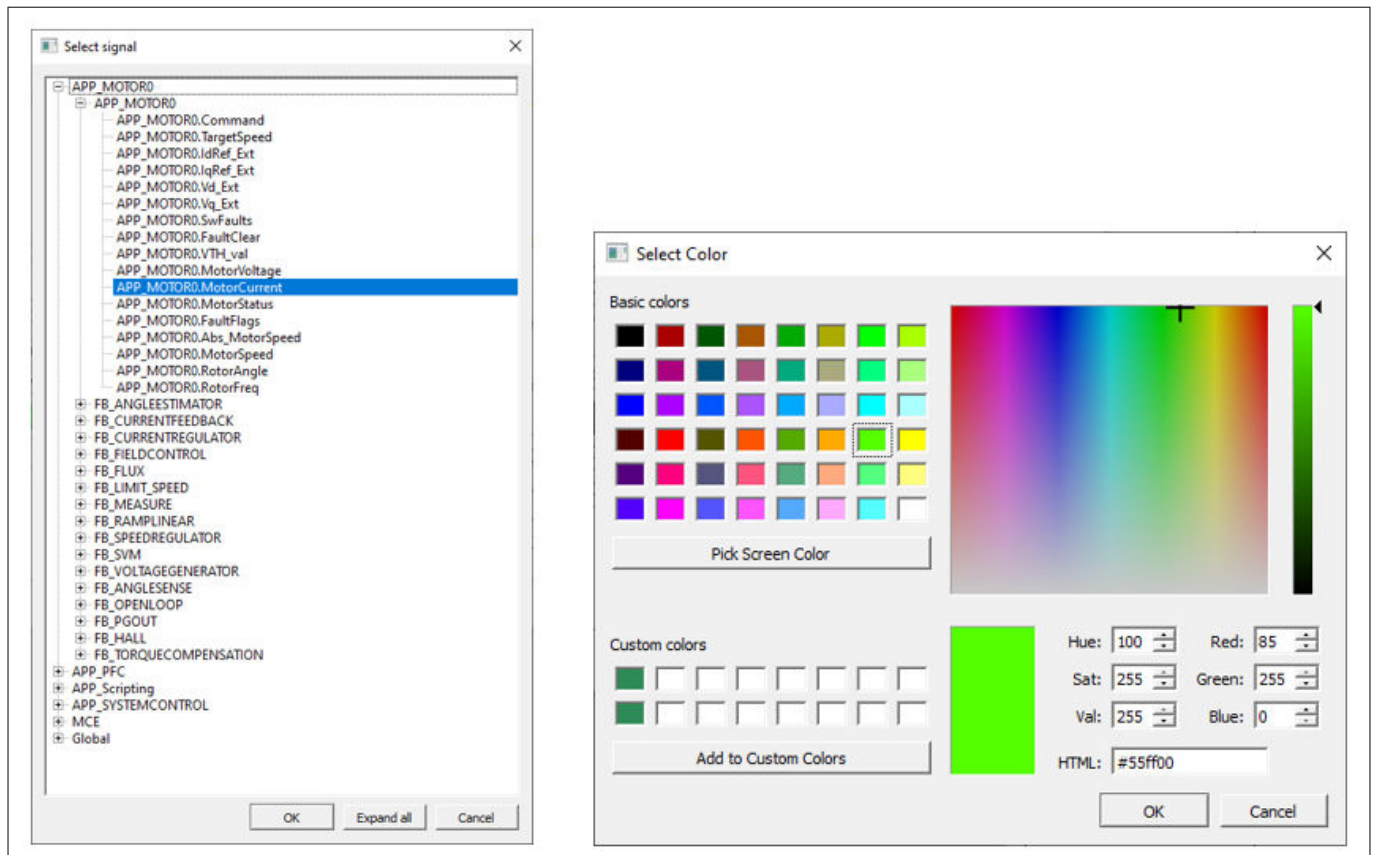 Select signal
APP_MOTOR0
APP_MOTOR0
APP_MOTOR0.Command
APP_MOTOR0.TargetSpeed
APP_MOTOR0.IdRef_Ext
APP_MOTOR0.IqRef_Ext
APP_MOTOR0.Vd_Ext
APP_MOTOR0.Vq_Ext
APP_MOTOR0.SwFaults
APP_MOTOR0.FaultClear
APP_MOTOR0.VTH_val
APP_MOTOR0.MotorVoltage
APP_MOTOR0.MotorCurrent
APP_MOTOR0.MotorStatus
APP_MOTOR0.FaultFlags
APP_MOTOR0.Abs_MotorSpeed
APP_MOTOR0.MotorSpeed
APP_MOTOR0.RotorAngle
APP_MOTOR0.RotorFreq
FB_ANGLEESTIMATOR
FB_CURRENTFEEDBACK
FB_CURRENTREGULATOR
FB_FIELDCONTROL
FB_FLUX
FB_LIMIT_SPEED
FB_MEASURE
FB_RAMPLINEAR
FB_SPEEDREGULATOR
FB_SVM
FB_VOLTAGEGENERATOR
FB_ANGLESENSE
FB_OPENLOOP
FB_PGOUT
FB_HALL
FB_TORQUECOMPENSATION
APP_PFC
APP_Scripting
APP_SYSTEMCONTROL
MCE
Global
OK Expand all Cancel
Select Color
Basic colors
Pick Screen Color
Custom colors
Add to Custom Colors
Hue: 100 Red: 85
Sat: 255 Green: 255
Val: 255 Blue: 0
HTML: #55ff00
OK Cancel